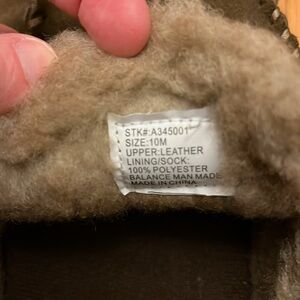 STK#:A345001
SIZE:10M
UPPER:LEATHER
LINING/SOCK:
100% POLYESTER
BALANCE MAN MADE
MADE IN CHINA